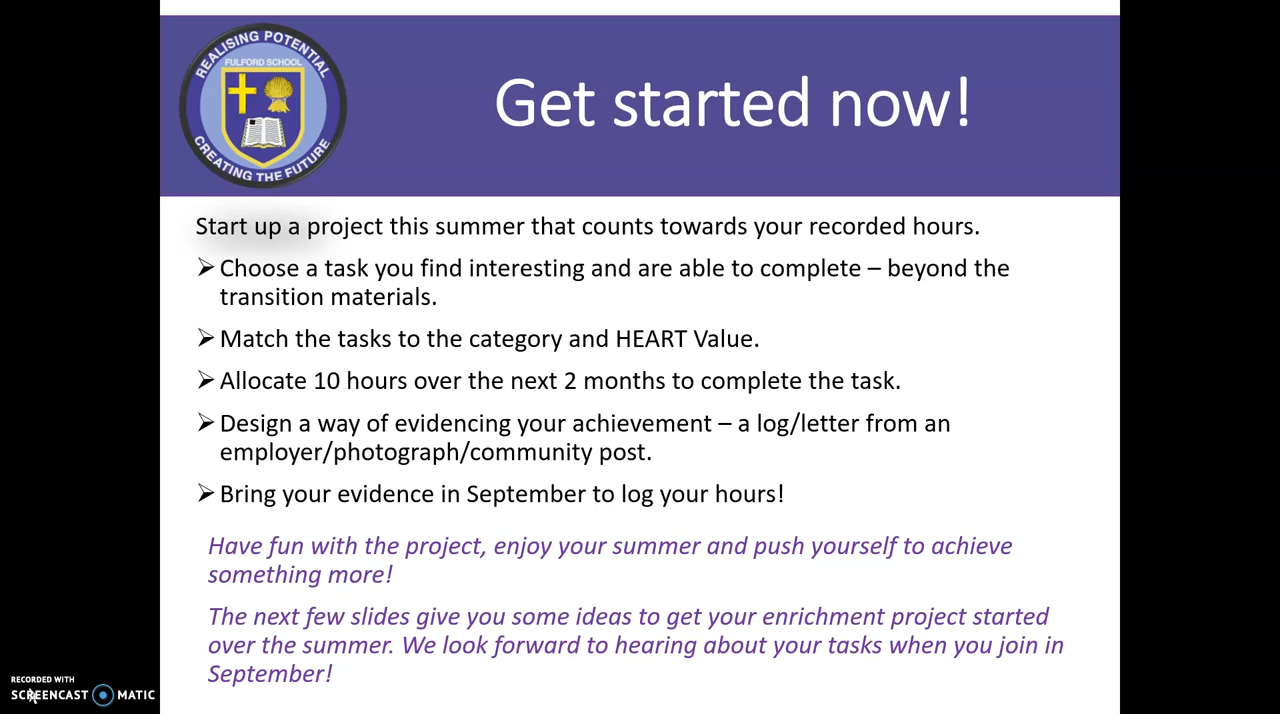 REALISING POTENTIAL
FULFORD SCHOOL
CREATING THE FUTURE
Get started now!
Start up a project this summer that counts towards your recorded hours.
➢ Choose a task you find interesting and are able to complete – beyond the
transition materials.
➢ Match the tasks to the category and HEART Value.
➢ Allocate 10 hours over the next 2 months to complete the task.
➢ Design a way of evidencing your achievement – a log/letter from an
employer/photograph/community post.
➢ Bring your evidence in September to log your hours!
Have fun with the project, enjoy your summer and push yourself to achieve
something more!
The next few slides give you some ideas to get your enrichment project started
over the summer. We look forward to hearing about your tasks when you join in
September!
RECORDED WITH
SCREENCAST MATIC